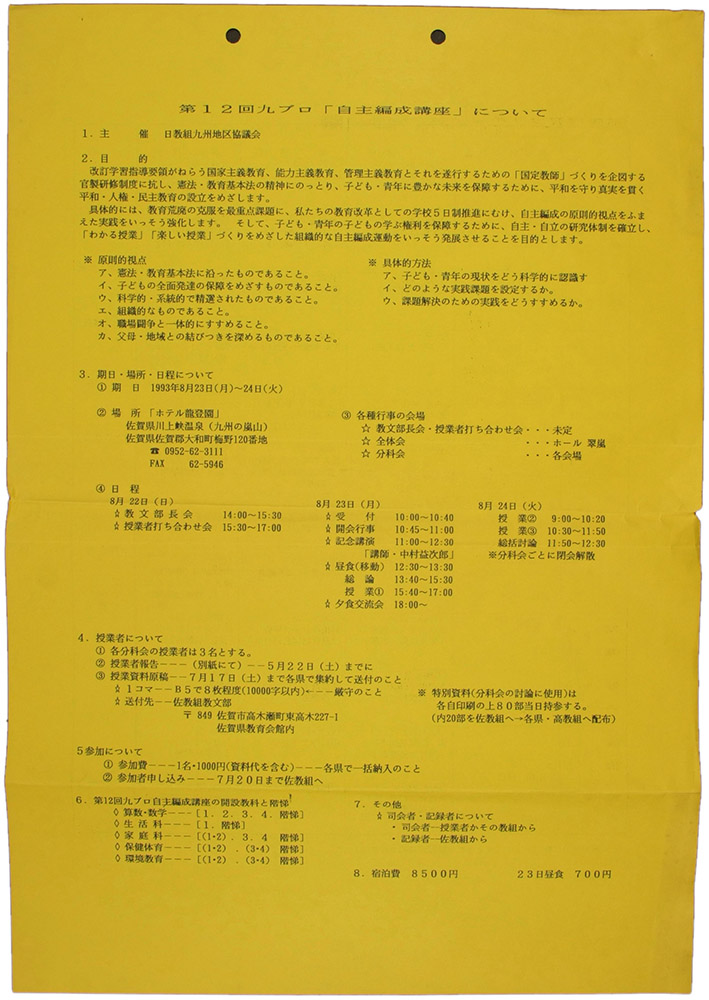 第１２回九ブロ「自主編成講座」について
１．主　　催　日教組九州地区協議会
２．目　　的
改訂学習指導要領がねらう国家主義教育、能力主義教育、管理主義教育とそれを遂行するための「国定教師」づくりを企図する
官製研修制度に抗し、憲法・教育基本法の精神にのっとり、子ども・青年に豊かな未来を保障するために、平和を守り真実を貫く
平和・人権・民主教育の設立をめざします。
具体的には、教育荒廃の克服を最重点課題に、私たちの教育改革としての学校５日制推進にむけ、自主編成の原則的視点をふま
えた実践をいっそう強化します。　そして、子ども・青年の子どもの学ぶ権利を保障するために、自主・自立の研究体制を確立し、
「わかる授業」「楽しい授業」づくりをめざした組織的な自主編成運動をいっそう発展させることを目的とします。
※ 原則的視点
ア、憲法・教育基本法に沿ったものであること。
イ、子どもの全面発達の保障をめざすものであること。
ウ、科学的・系統的で精選されたものであること。
エ、組織的なものであること。
オ、職場闘争と一体的にすすめること。
カ、父母・地域との結びつきを深めるものであること。
※ 具体的方法
ア、子ども・青年の現状をどう科学的に認識す
イ、どのような実践課題を設定するか。
ウ、課題解決のための実践をどうすすめるか。
３．期日・場所・日程について
① 期　日　1993年8月23日(月)～24日(火)
② 場　所　「ホテル龍登園」
佐賀県川上峡温泉（九州の嵐山）
佐賀県佐賀郡大和町梅野120番地
☎ 0952-62-3111
FAX　　62-5946
③ 各種行事の会場
☆ 教文部長会・授業者打ち合わせ会・・・未定
☆ 全体会　・・・ホール 翠嵐
☆ 分科会　・・・各会場
④ 日　程
8月 22日（日）
☆ 教 文 部 長 会　14:00～15:30
☆ 授業者打ち合わせ会　15:30～17:00
8月 23日（月）
☆ 受　　付　10:00～10:40
☆ 開会行事　10:45～11:00
☆ 記念講演　11:00～12:30
「講師・中村益次郎」
☆ 昼食(移動)　12:30～13:30
総　論　13:40～15:30
授　業①　15:40～17:00
☆ 夕食交流会　18:00～
8月 24日（火）
授　業②　9:00～10:20
授　業③　10:30～11:50
総括討論　11:50～12:30
※分科会ごとに閉会解散
４．授業者について
① 各分科会の授業者は３名とする。
② 授業者報告−−−（別紙にて）−−５月２２日（土）までに
③ 授業資料原稿−−７月１７日（土）まで各県で集約して送付のこと
☆ １コマ−−Ｂ５で８枚程度(10000字以内)←−−−厳守のこと
☆ 送付先−−佐教組教文部
〒 849 佐賀市高木瀬町東高木227-1
佐賀県教育会館内
※ 特別資料(分科会の討論に使用)は
各自印刷の上８０部当日持参する。
(内20部を佐教組へ→各県・高教組へ配布)
５参加について
① 参加費−−−1名・1000円(資料代を含む)−−−各県で一括納入のこと
② 参加者申し込み−−−７月２０日まで佐教組へ
６．第12回九ブロ自主編成講座の開設教科と階悌
◇ 算数・数学−−−［１．２．３．４．階悌］
◇ 生 活 科−−−［１．階悌］
◇ 家 庭 科−−−［(1・2)．３．４　階悌］
◇ 保健体育−−−［(1・2)．(3・4)　階悌］
◇ 環境教育−−−［(1・2)．(3・4)　階悌］
７．その他
☆ 司会者・記録者について
・司会者−授業者かその教組から
・記録者−佐教組から
８．宿泊費　８５００円　　２３日昼食　７００円